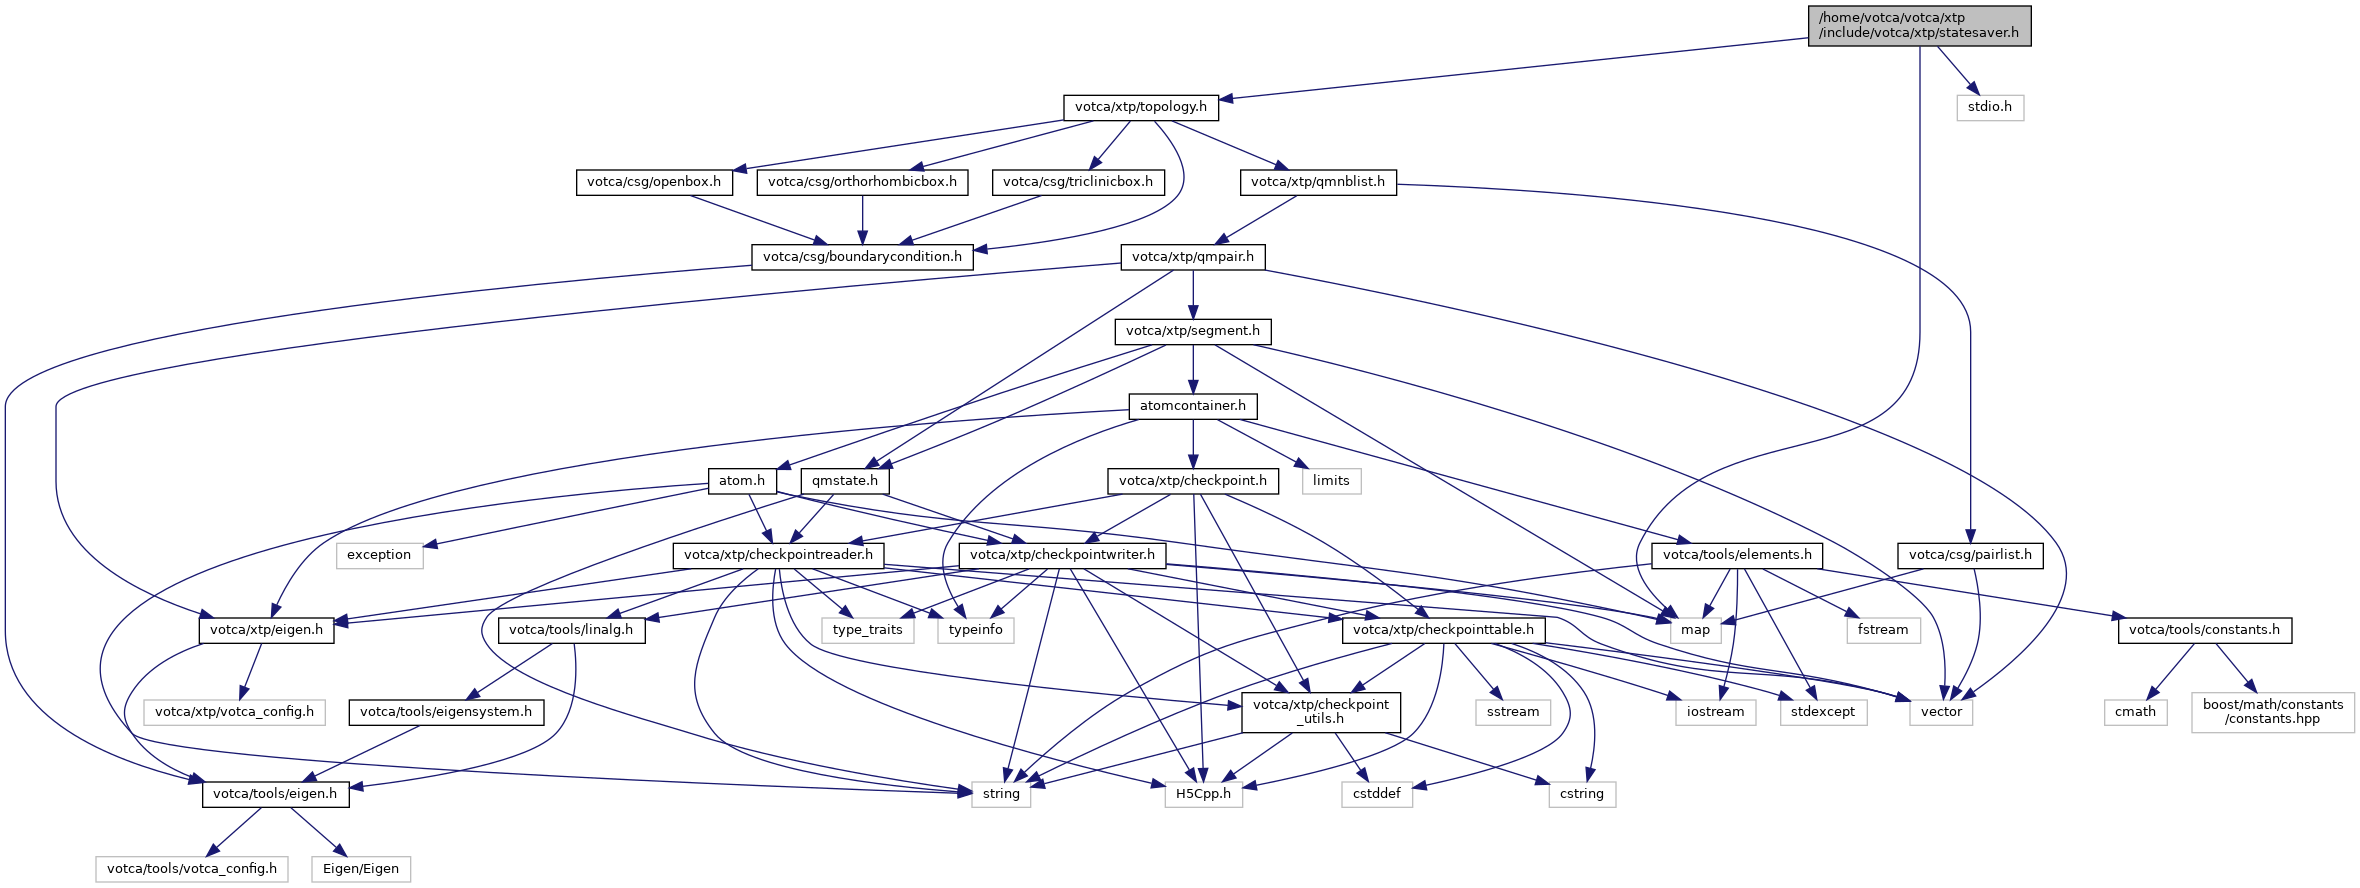 /home/votca/votca/xtp
/include/votca/xtp/statesaver.h
votca/xtp/topology.h
stdio.h
votca/csg/openbox.h
votca/csg/orthorhombicbox.h
votca/csg/triclinicbox.h
votca/xtp/qmnblist.h
votca/csg/boundarycondition.h
votca/xtp/qmpair.h
votca/xtp/segment.h
atomcontainer.h
atom.h
qmstate.h
votca/xtp/checkpoint.h
limits
exception
votca/xtp/checkpointreader.h
votca/xtp/checkpointwriter.h
votca/tools/elements.h
votca/csg/pairlist.h
votca/xtp/eigen.h
votca/tools/linalg.h
type_traits
typeinfo
votca/xtp/checkpointtable.h
map
fstream
votca/tools/constants.h
votca/xtp/votca_config.h
votca/tools/eigensystem.h
votca/xtp/checkpoint
_utils.h
sstream
iostream
stdexcept
vector
cmath
boost/math/constants
/constants.hpp
votca/tools/eigen.h
string
H5Cpp.h
cstddef
cstring
votca/tools/votca_config.h
Eigen/Eigen